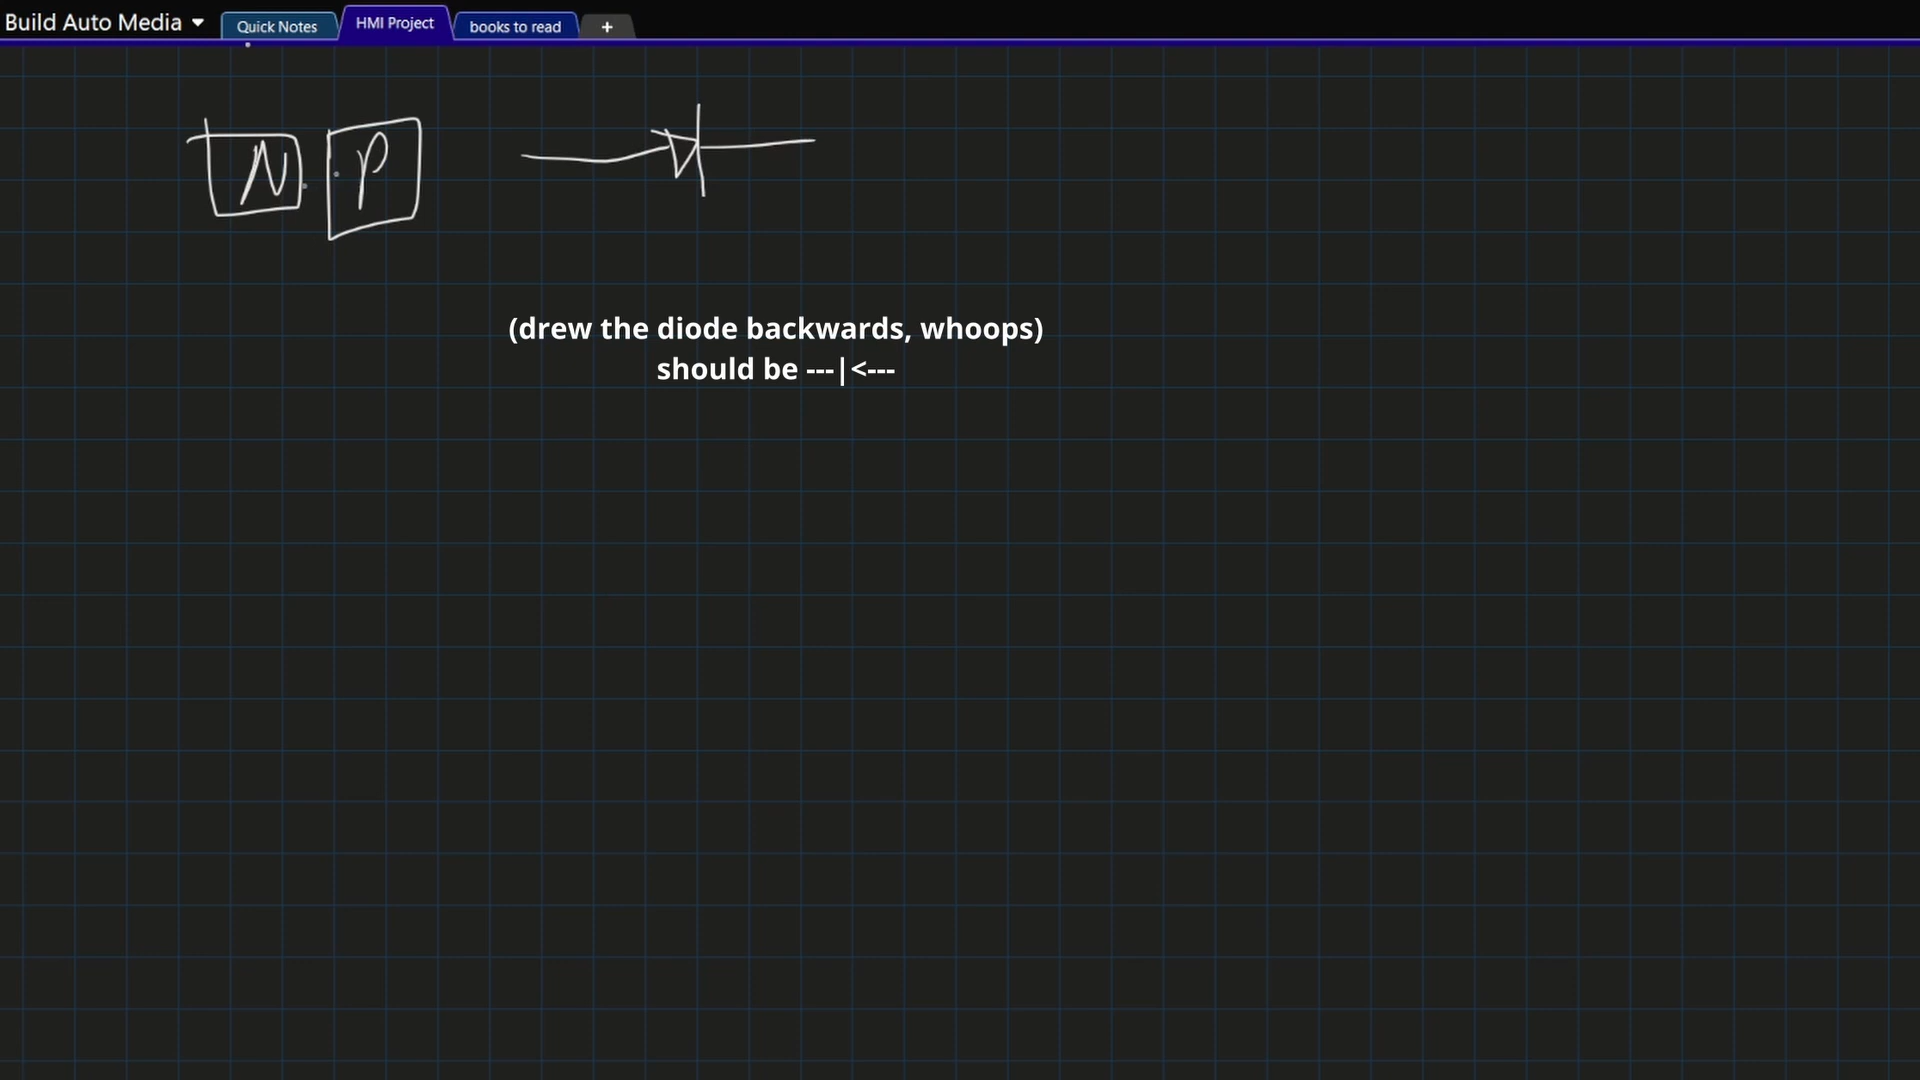 Build Auto Media
Quick Notes
HMI Project
books to read
+
N P
(drew the diode backwards, whoops)
should be ---|<---